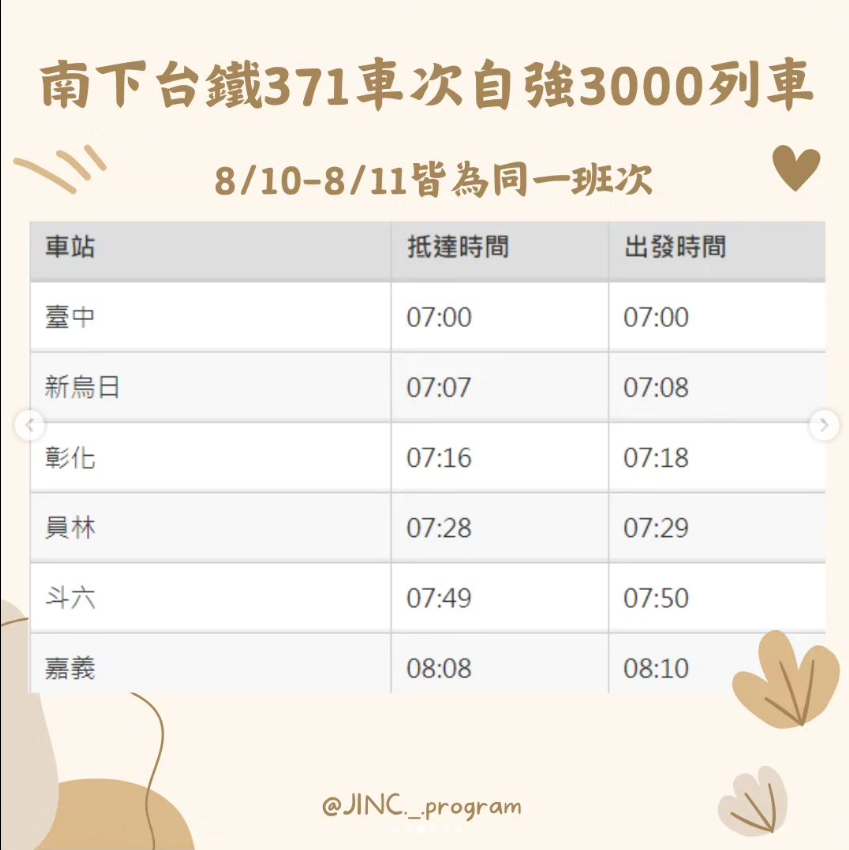 南下台鐵371車次自強3000列車
8/10-8/11皆為同一班次
車站 抵達時間 出發時間
臺中 07:00 07:00
新烏日 07:07 07:08
彰化 07:16 07:18
員林 07:28 07:29
斗六 07:49 07:50
嘉義 08:08 08:10
@JINC._.program